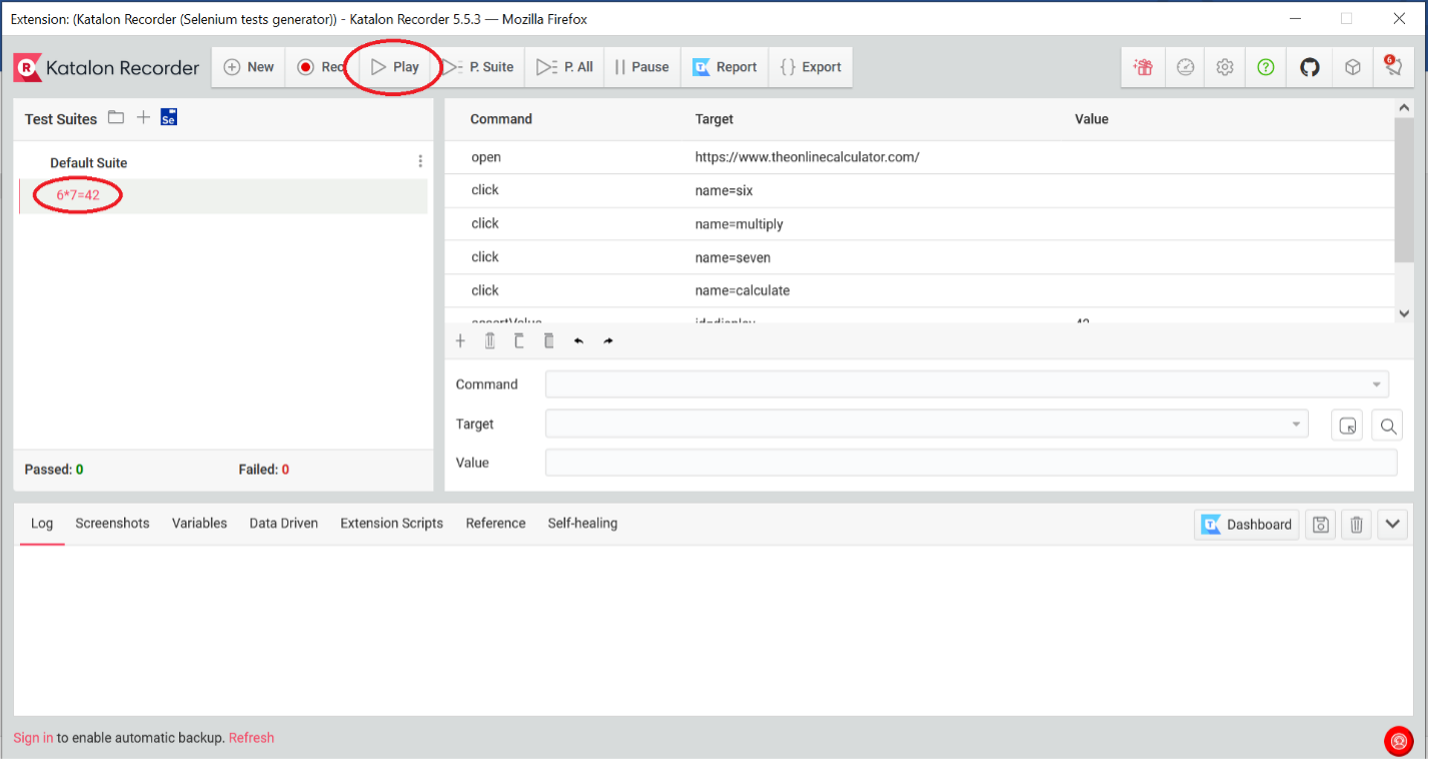 Extension: (Katalon Recorder (Selenium tests generator)) - Katalon Recorder 5.5.3 — Mozilla Firefox
R Katalon Recorder New Rec Play P. Suite P. All Pause Report { } Export 6
Test Suites Se
Default Suite
6*7=42
Passed: 0 Failed: 0
Command Target Value
open https://www.theonlinecalculator.com/
click name=six
click name=multiply
click name=seven
click name=calculate
assertValue id=display 42
Command
Target
Value
Log Screenshots Variables Data Driven Extension Scripts Reference Self-healing Dashboard
Sign in to enable automatic backup. Refresh